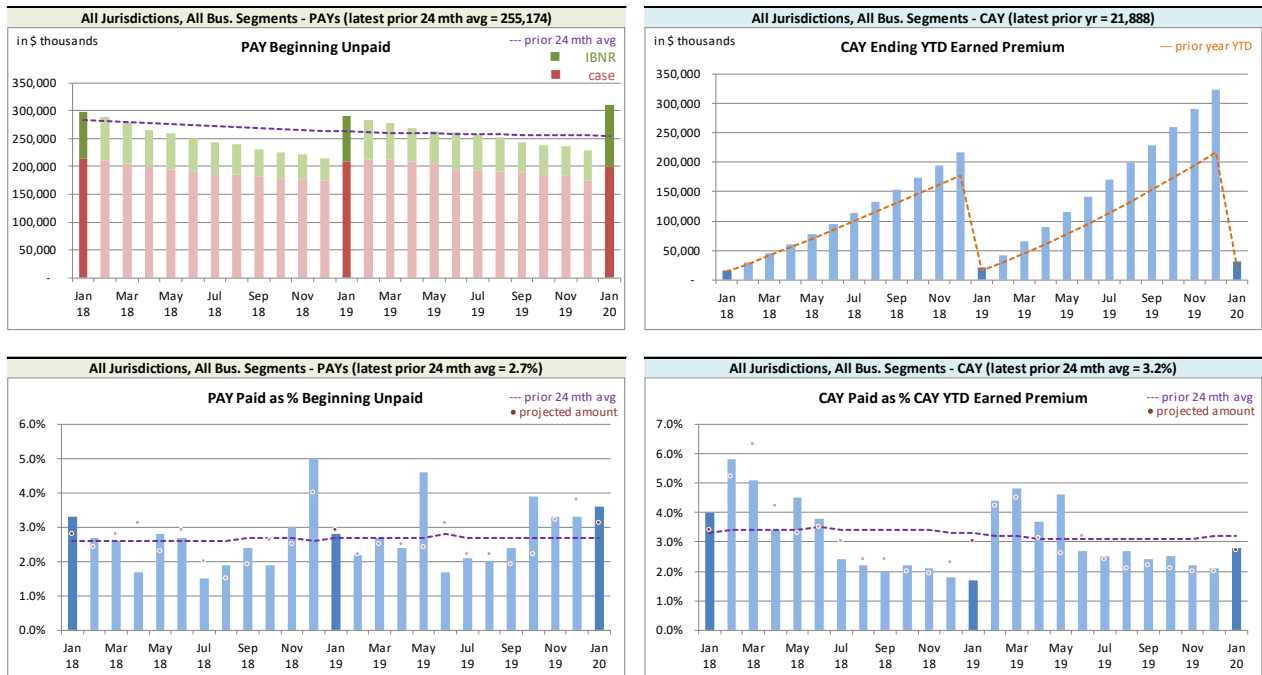 All Jurisdictions, All Bus. Segments - PAYs (latest prior 24 mth avg = 255,174)
in $ thousands
PAY Beginning Unpaid
--- prior 24 mth avg
IBNR
case
350,000
300,000
250,000
200,000
150,000
100,000
50,000
-
Jan 18 Mar May Jul Sep Nov Jan Mar May Jul Sep Nov Jan
18 18 18 18 18 18 19 19 19 19 19 19 20
All Jurisdictions, All Bus. Segments - CAY (latest prior yr = 21,888)
in $ thousands
CAY Ending YTD Earned Premium
--- prior year YTD
350,000
300,000
250,000
200,000
150,000
100,000
50,000
-
Jan Mar May Jul Sep Nov Jan Mar May Jul Sep Nov Jan
18 18 18 18 18 18 19 19 19 19 19 19 20
All Jurisdictions, All Bus. Segments - PAYs (latest prior 24 mth avg = 2.7%)
PAY Paid as % Beginning Unpaid
--- prior 24 mth avg
projected amount
6.0%
5.0%
4.0%
3.0%
2.0%
1.0%
0.0%
Jan Mar May Jul Sep Nov Jan Mar May Jul Sep Nov Jan
18 18 18 18 18 18 19 19 19 19 19 19 20
All Jurisdictions, All Bus. Segments - CAY (latest prior 24 mth avg = 3.2%)
CAY Paid as % CAY YTD Earned Premium
--- prior 24 mth avg
projected amount
7.0%
6.0%
5.0%
4.0%
3.0%
2.0%
1.0%
0.0%
Jan Mar May Jul Sep Nov Jan Mar May Jul Sep Nov Jan
18 18 18 18 18 18 19 19 19 19 19 19 20